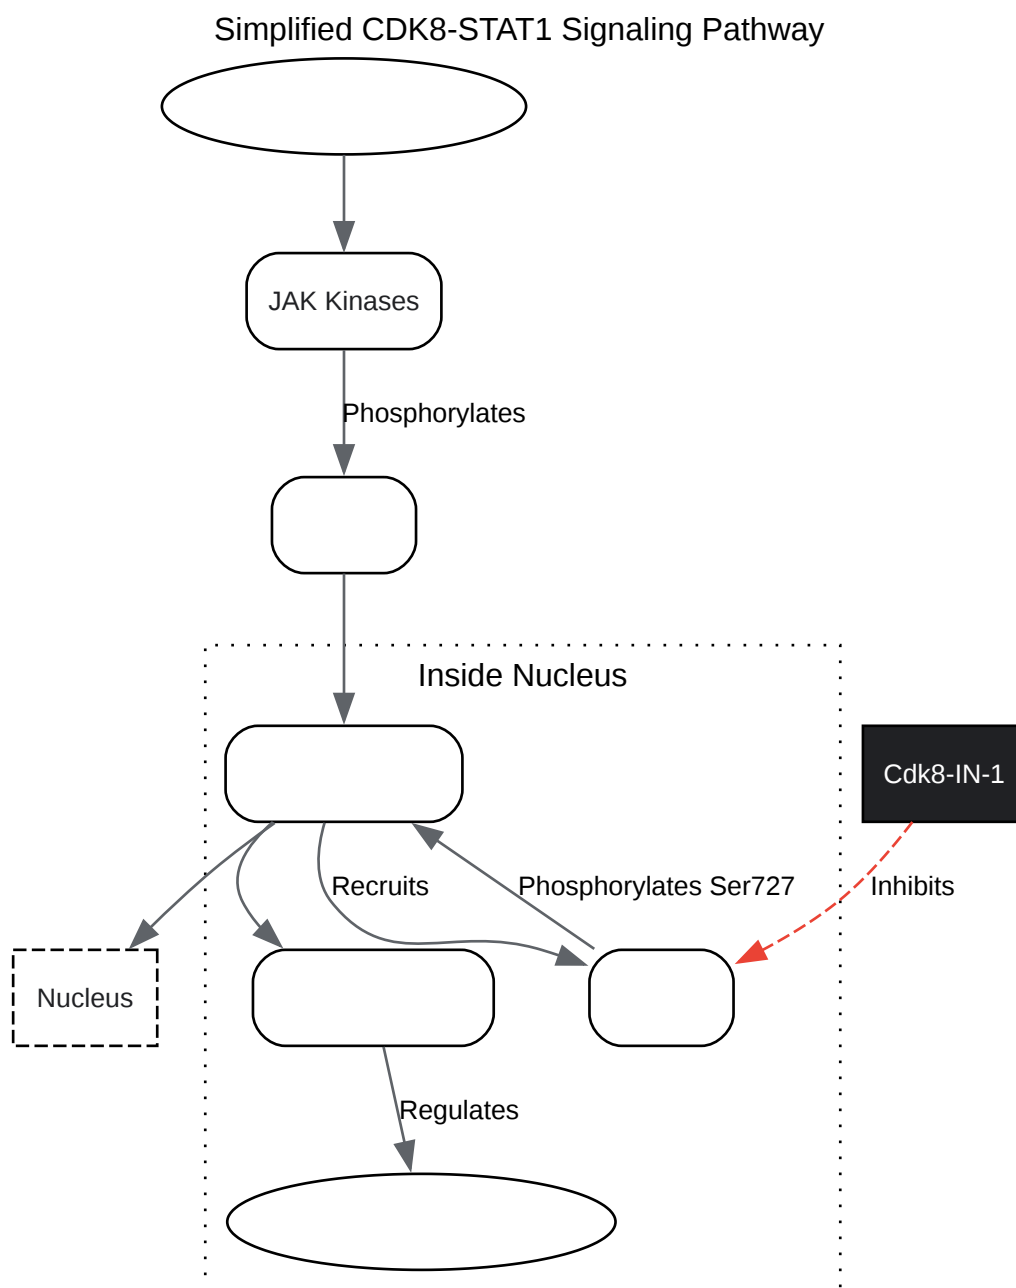 Simplified CDK8-STAT1 Signaling Pathway
JAK Kinases
Phosphorylates
Inside Nucleus
Cdk8-IN-1
Recruits
Phosphorylates Ser727
Inhibits
Nucleus
Regulates